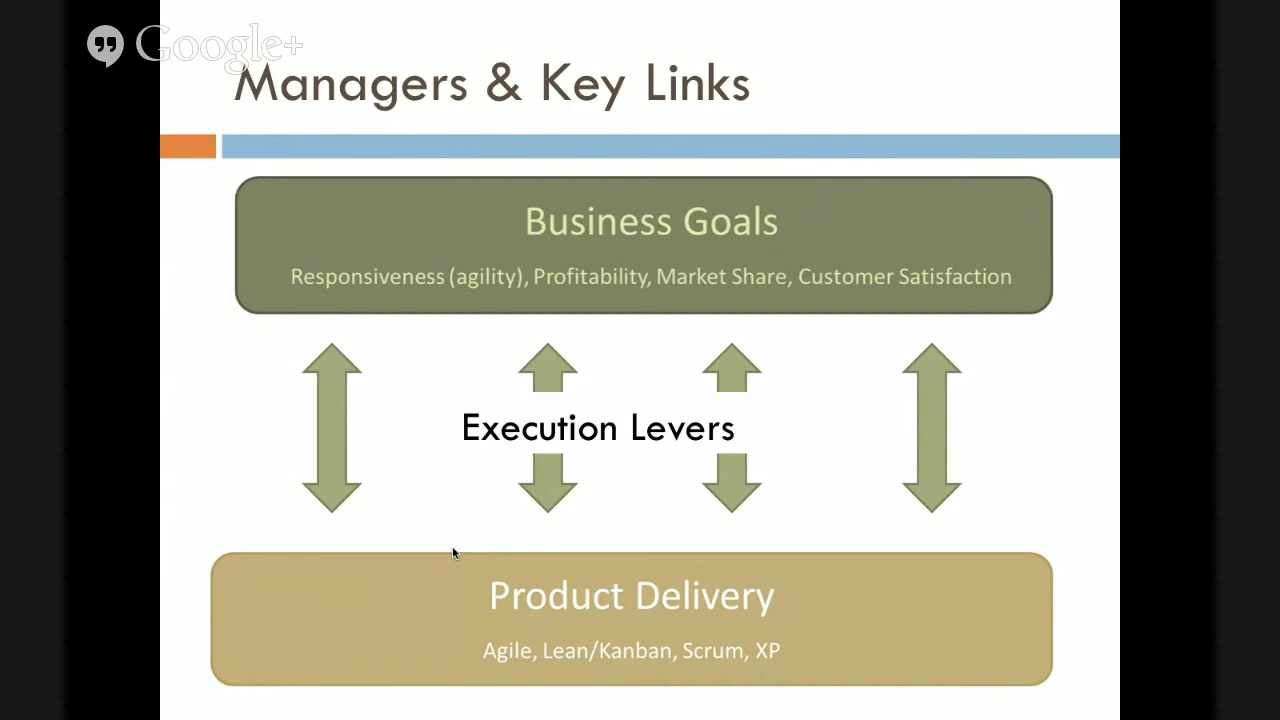 Google+
Managers & Key Links
Business Goals
Responsiveness (agility), Profitability, Market Share, Customer Satisfaction
Execution Levers
Product Delivery
Agile, Lean/Kanban, Scrum, XP